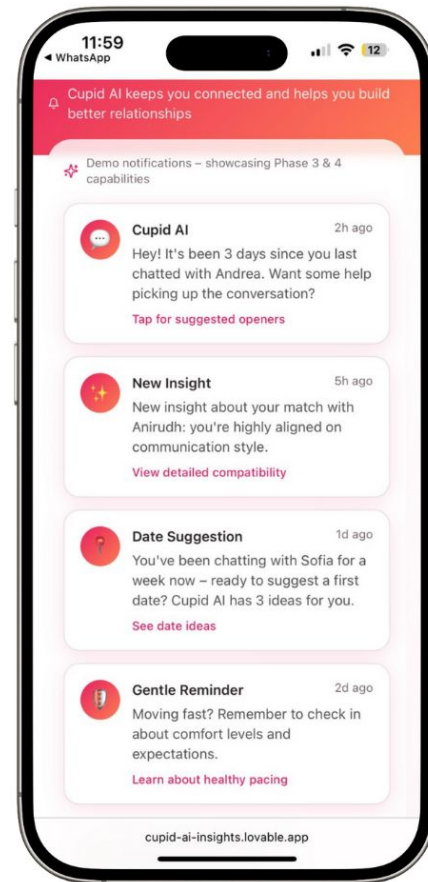 11:59
◀ WhatsApp
12
Cupid AI keeps you connected and helps you build
better relationships
Demo notifications – showcasing Phase 3 & 4
capabilities
Cupid AI
2h ago
Hey! It's been 3 days since you last
chatted with Andrea. Want some help
picking up the conversation?
Tap for suggested openers
New Insight
5h ago
New insight about your match with
Anirudh: you're highly aligned on
communication style.
View detailed compatibility
Date Suggestion
1d ago
You've been chatting with Sofia for a
week now – ready to suggest a first
date? Cupid AI has 3 ideas for you.
See date ideas
Gentle Reminder
2d ago
Moving fast? Remember to check in
about comfort levels and
expectations.
Learn about healthy pacing
cupid-ai-insights.lovable.app